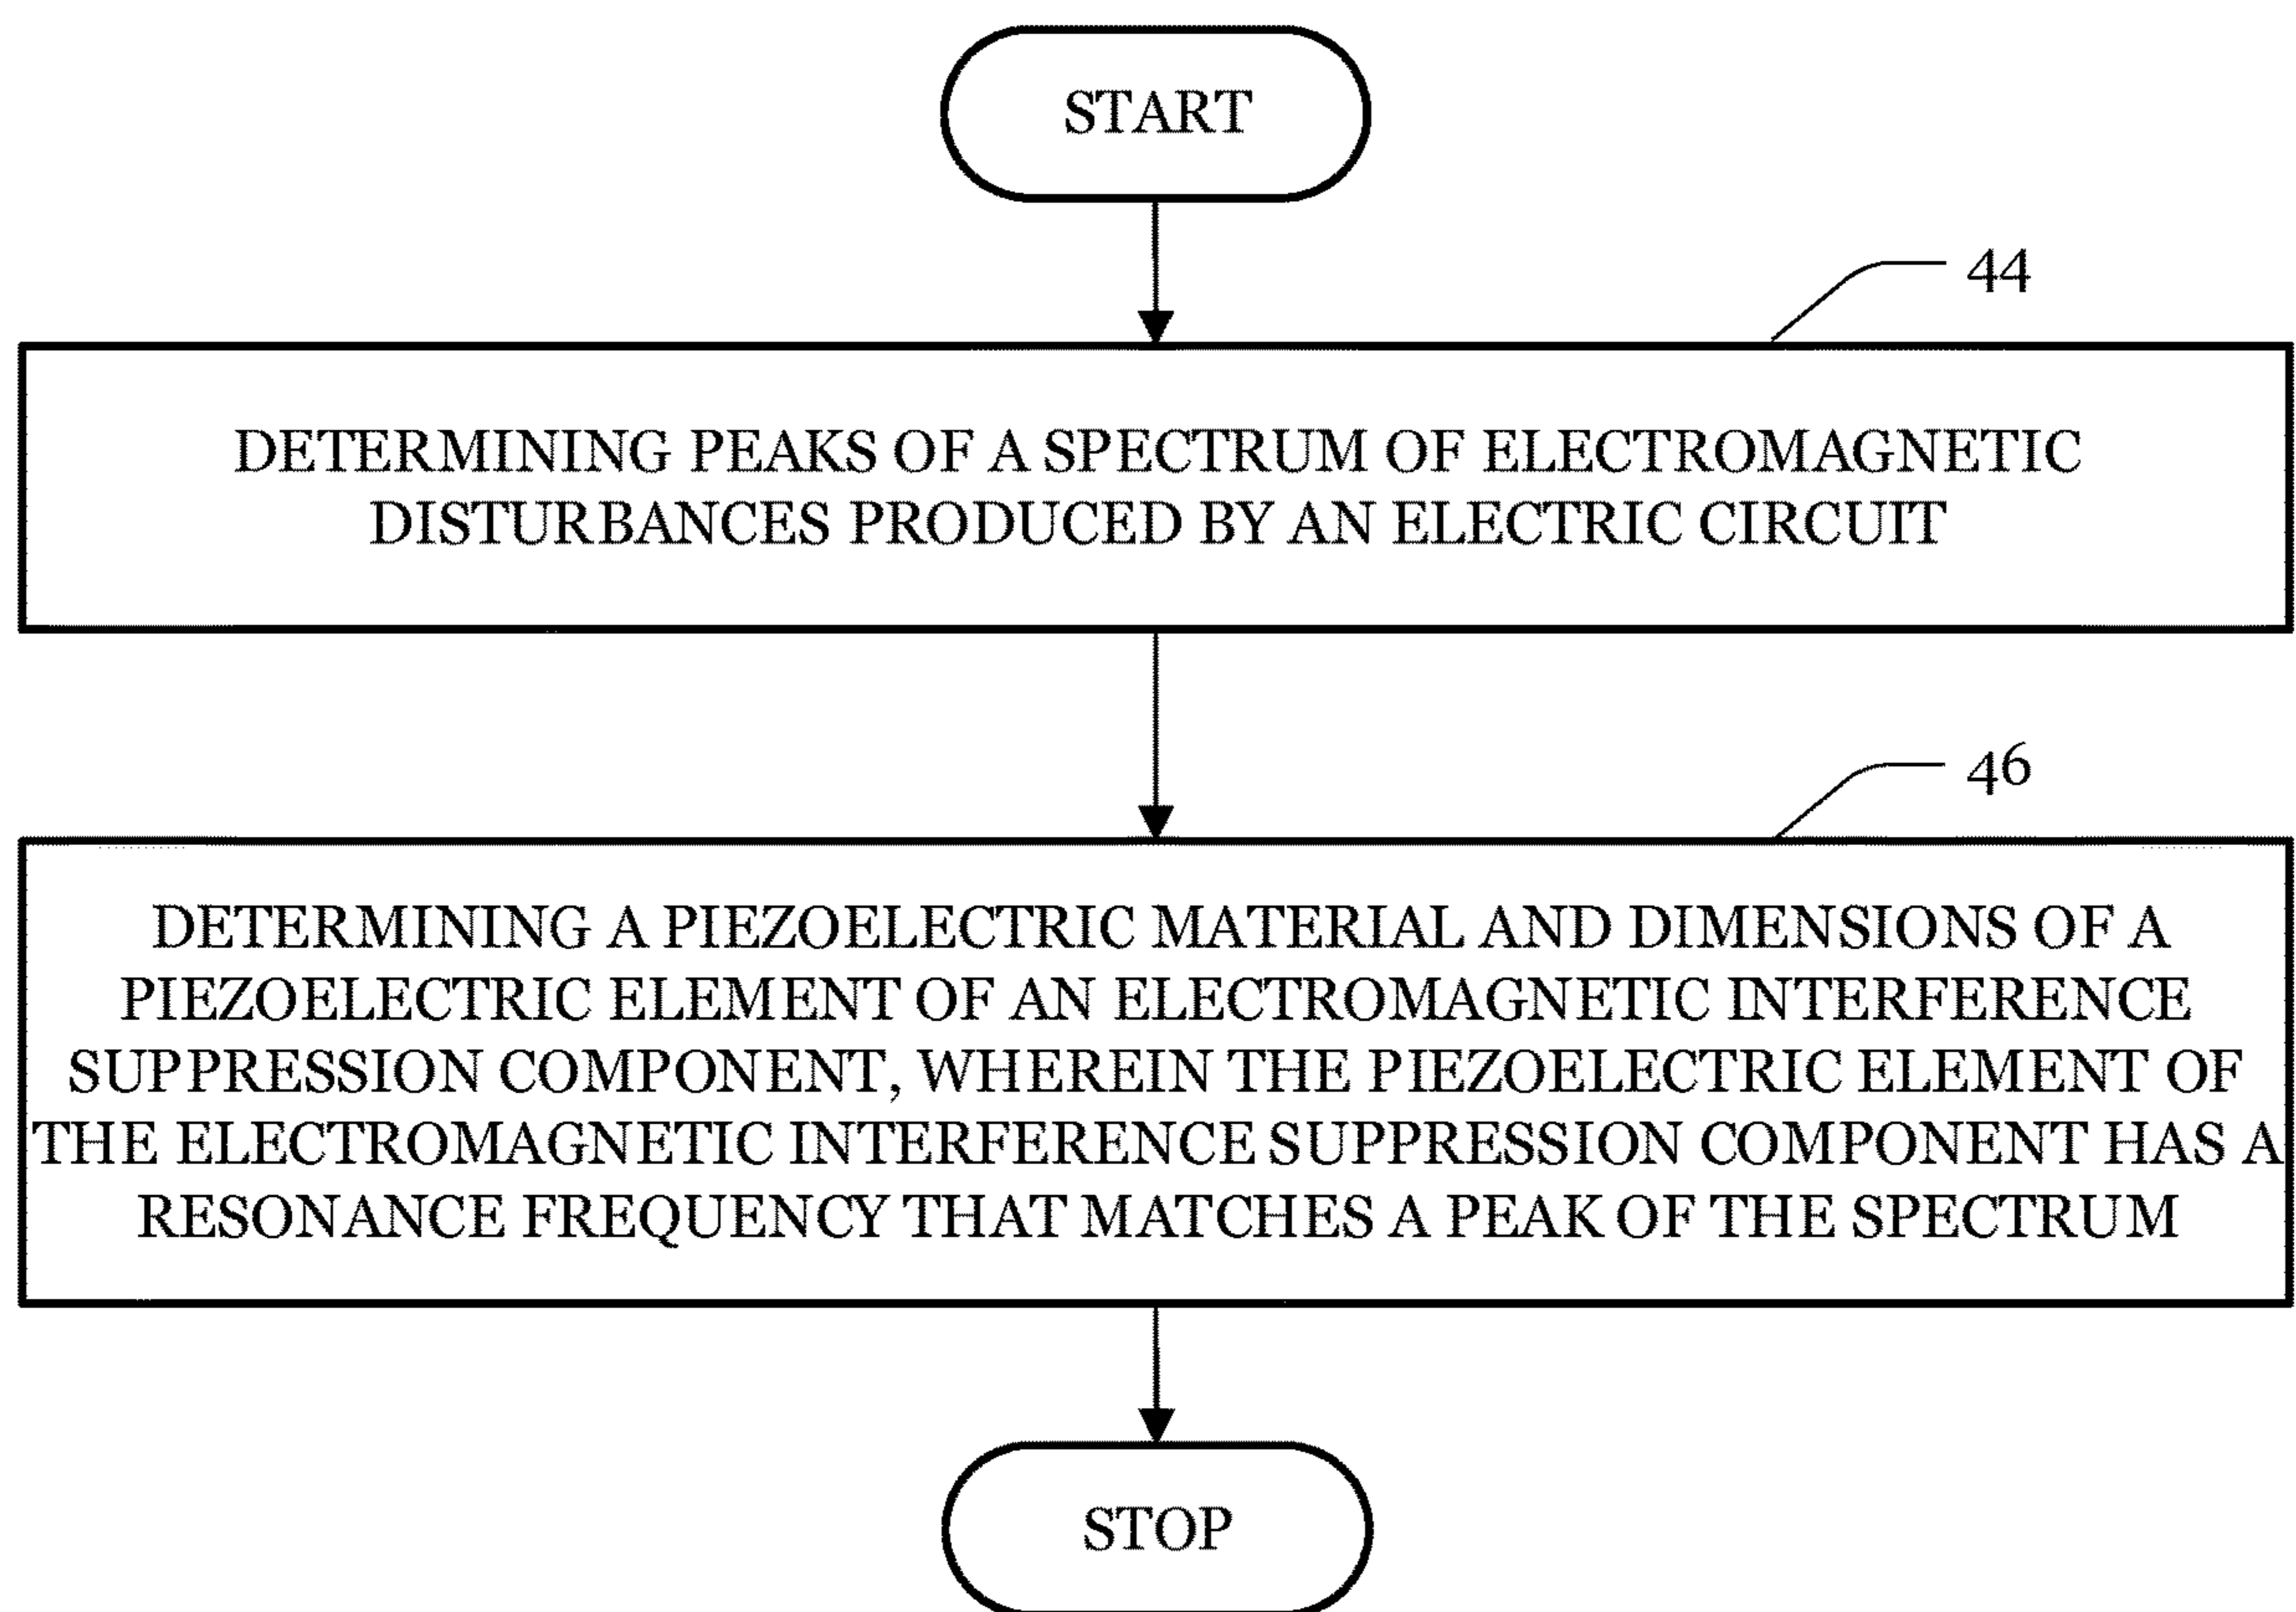 START
44
DETERMINING PEAKS OF A SPECTRUM OF ELECTROMAGNETIC
DISTURBANCES PRODUCED BY AN ELECTRIC CIRCUIT
46
DETERMINING A PIEZOELECTRIC MATERIAL AND DIMENSIONS OF A
PIEZOELECTRIC ELEMENT OF AN ELECTROMAGNETIC INTERFERENCE
SUPPRESSION COMPONENT, WHEREIN THE PIEZOELECTRIC ELEMENT OF
THE ELECTROMAGNETIC INTERFERENCE SUPPRESSION COMPONENT HAS A
RESONANCE FREQUENCY THAT MATCHES A PEAK OF THE SPECTRUM
STOP